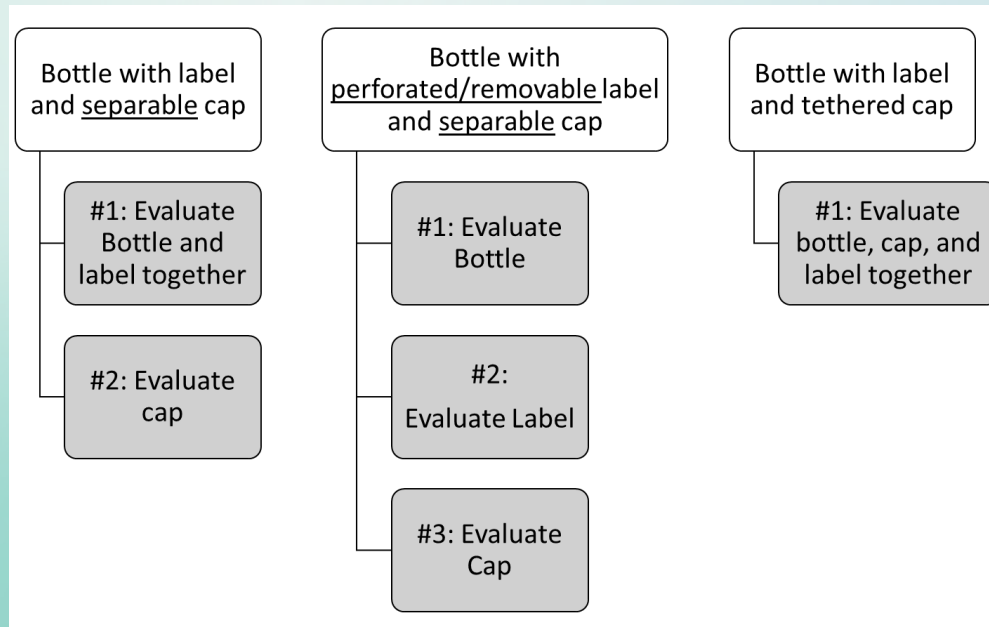 Bottle with label
and separable cap
#1: Evaluate
Bottle and
label together
#2: Evaluate
cap
Bottle with
perforated/removable label
and separable cap
#1: Evaluate
Bottle
#2:
Evaluate Label
#3: Evaluate
Cap
Bottle with label
and tethered cap
#1: Evaluate
bottle, cap, and
label together